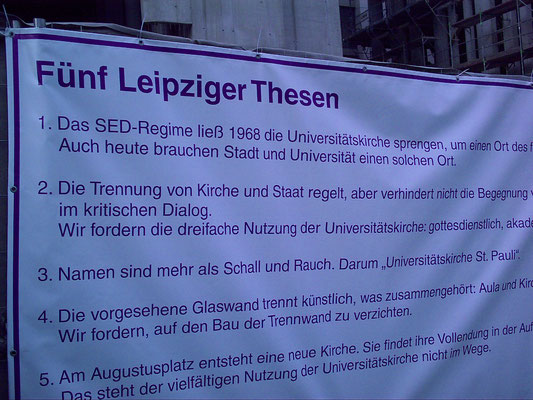 Fünf Leipziger Thesen
1. Das SED-Regime ließ 1968 die Universitätskirche sprengen, um einen Ort des
Auch heute brauchen Stadt und Universität einen solchen Ort.
2. Die Trennung von Kirche und Staat regelt, aber verhindert nicht die Begegnung
im kritischen Dialog.
Wir fordern die dreifache Nutzung der Universitätskirche: gottesdienstlich,
3. Namen sind mehr als Schall und Rauch. Darum „Universitätskirche St. Pauli“.
4. Die vorgesehene Glaswand trennt künstlich, was zusammengehört: Aula und
Wir fordern, auf den Bau der Trennwand zu verzichten.
5. Am Augustusplatz entsteht eine neue Kirche. Sie findet ihre Vollendung in der
Das steht der vielfältigen Nutzung der Universitätskirche nicht im Wege.